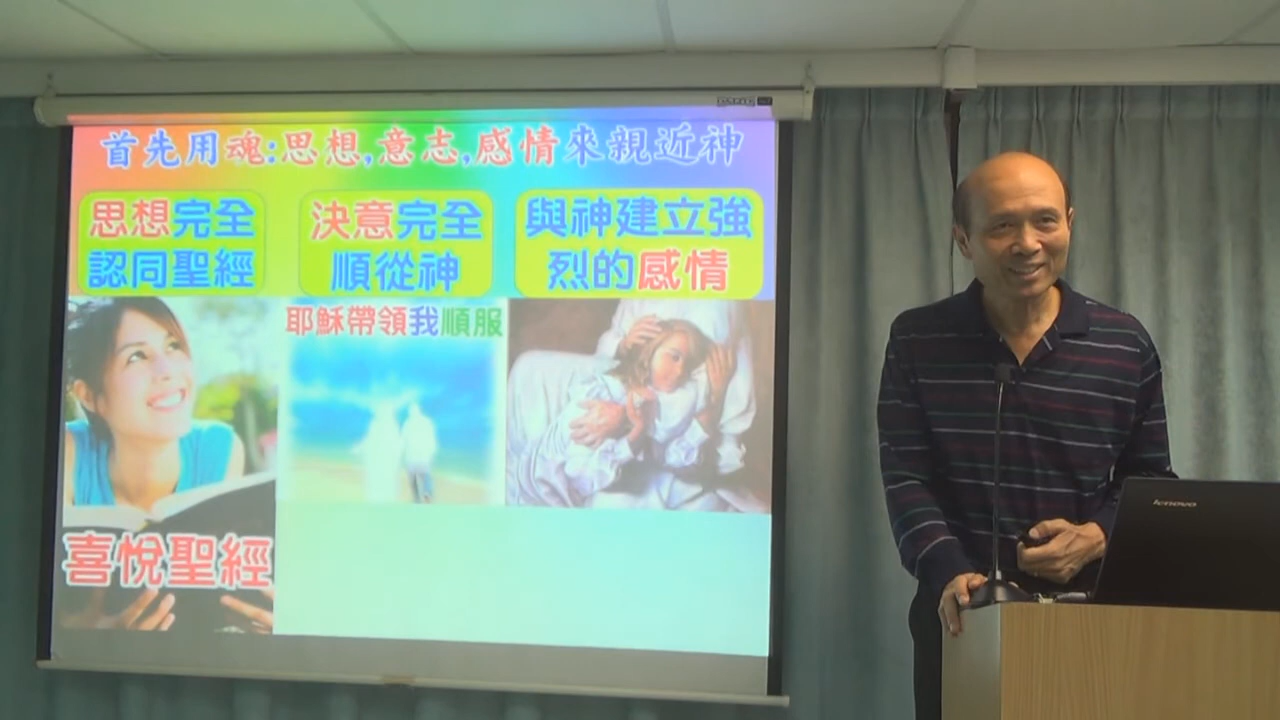 首先用魂:思想,意志,感情來親近神
思想完全
認同聖經
決意完全
順從神
與神建立強
烈的感情
耶穌帶領我順服
喜悅聖經
lenovo